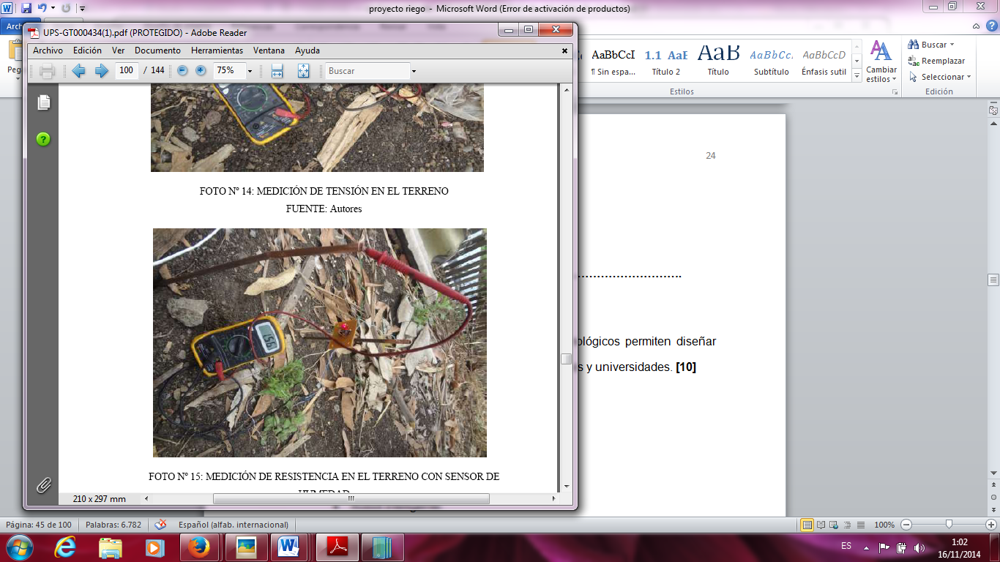 proyecto riego - Microsoft Word (Error de activación de productos)
UPS-GT000434(1).pdf (PROTEGIDO) - Adobe Reader
Archivo Edición Ver Documento Herramientas Ventana Ayuda
100 / 144 75% Buscar
FOTO Nº 14: MEDICIÓN DE TENSIÓN EN EL TERRENO
FUENTE: Autores
156
FOTO Nº 15: MEDICIÓN DE RESISTENCIA EN EL TERRENO CON SENSOR DE
HUMEDAD
210 x 297 mm
Archi
Peg
AaBbCcI 1.1 AaB AaB AaBbCc. AaBbCcD
¶ Sin espa... Título 2 Título Subtítulo Énfasis sutil
Cambiar
estilos
Estilos
Buscar
Reemplazar
Seleccionar
Edición
24
……………………….
ológicos permiten diseñar
s y universidades. [10]
Página: 45 de 100 Palabras: 6.782 Español (alfab. internacional) 100%
ES
1:02
16/11/2014